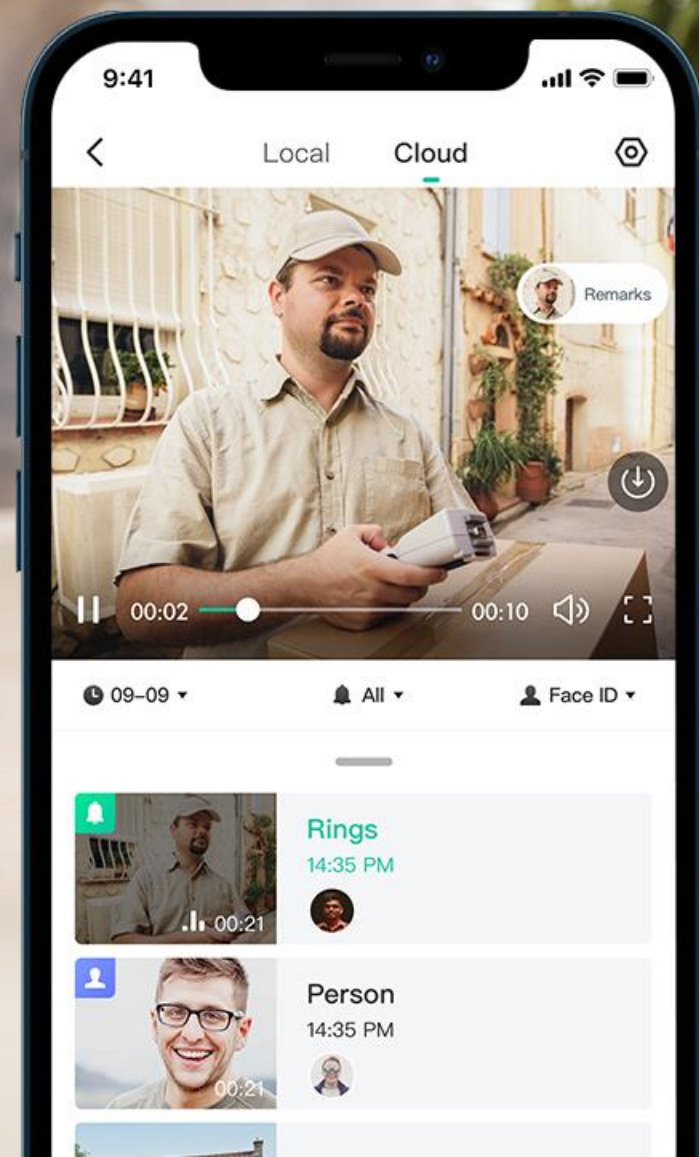 9:41
Local Cloud
Remarks
00:02 00:10
09-09 All Face ID
Rings
14:35 PM
00:21
Person
14:35 PM
00:21